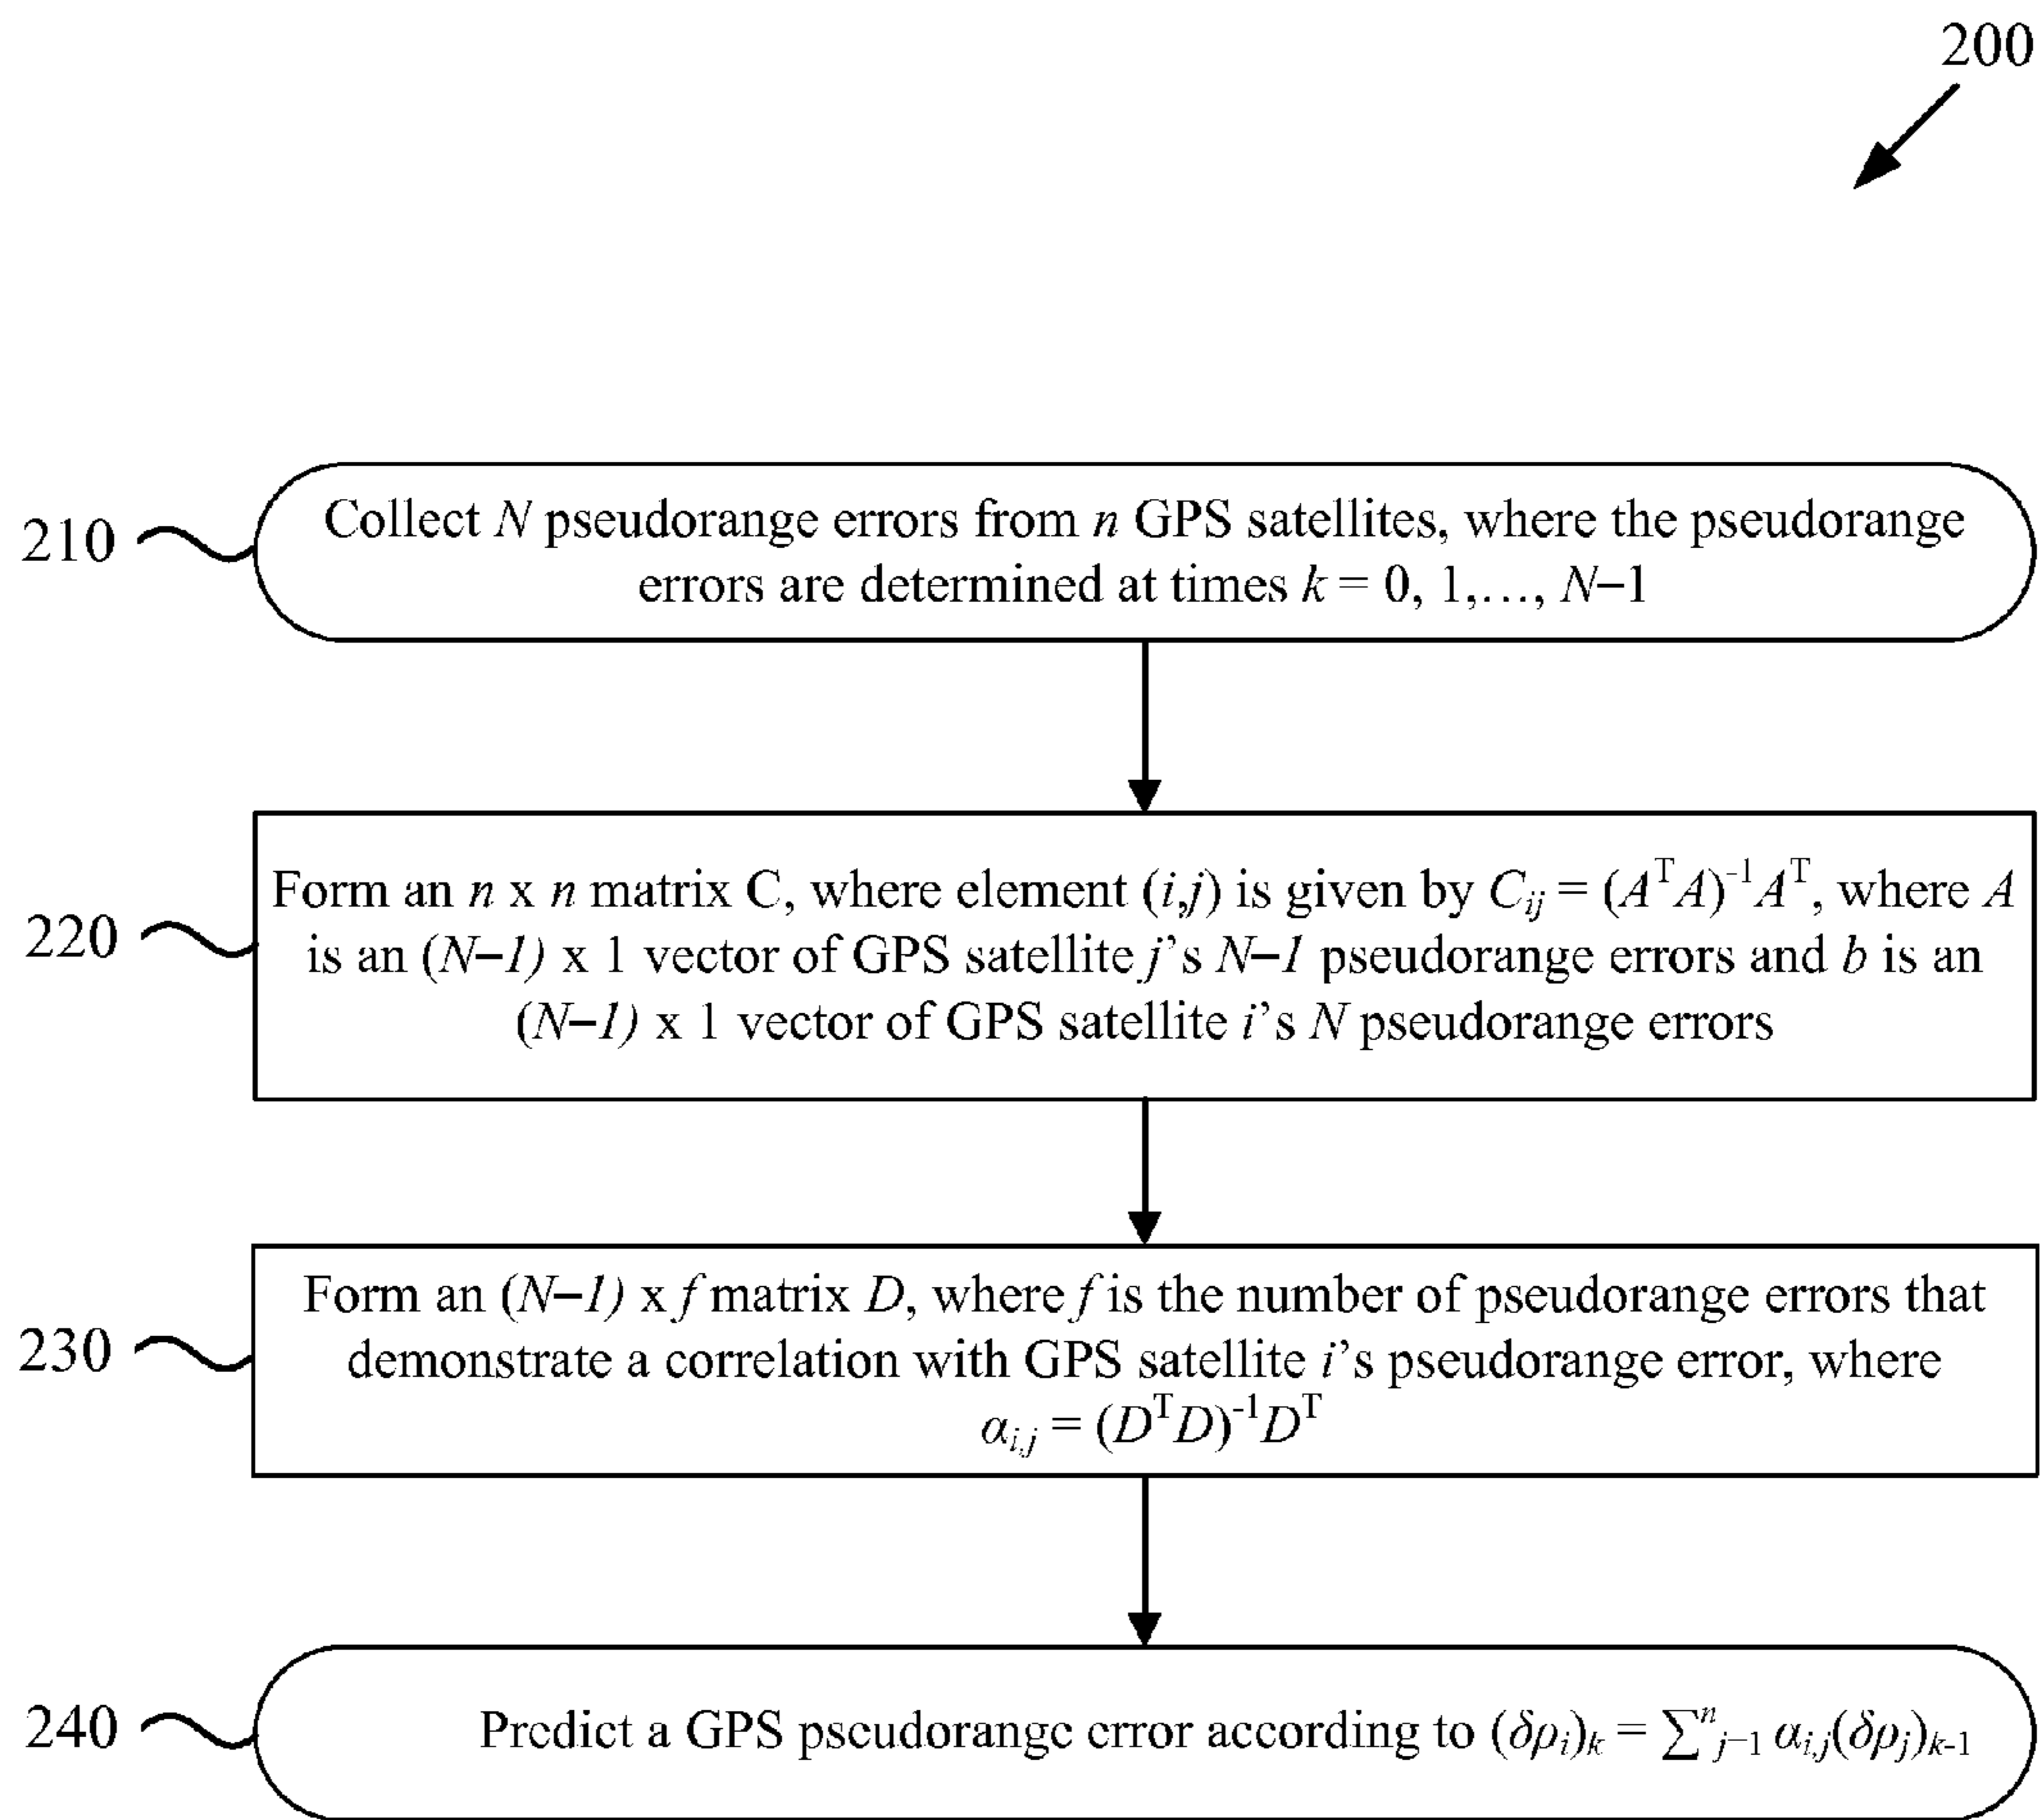 200
210
Collect N pseudorange errors from n GPS satellites, where the pseudorange
errors are determined at times k = 0, 1,…, N–1
220
Form an n x n matrix C, where element (i,j) is given by Cᵢⱼ = (AᵀA)⁻¹Aᵀ, where A
is an (N–1) x 1 vector of GPS satellite j’s N–1 pseudorange errors and b is an
(N–1) x 1 vector of GPS satellite i’s N pseudorange errors
230
Form an (N–1) x f matrix D, where f is the number of pseudorange errors that
demonstrate a correlation with GPS satellite i’s pseudorange error, where
αᵢ,ⱼ = (DᵀD)⁻¹Dᵀ
240
Predict a GPS pseudorange error according to (δρᵢ)ₖ = ∑ⁿⱼ₋₁ αᵢ,ⱼ(δρⱼ)ₖ₋₁